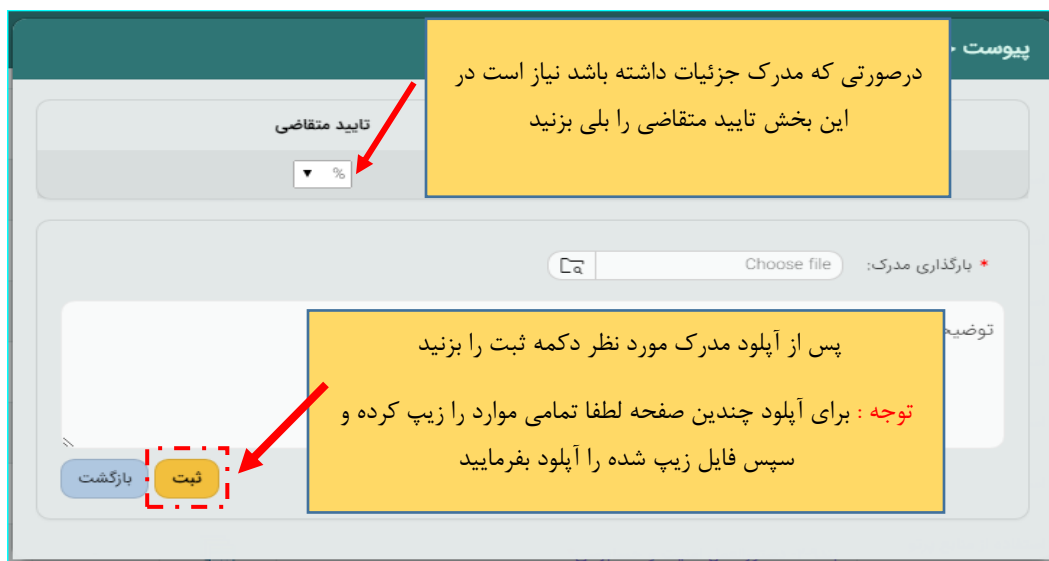 پیوست
درصورتی که مدرک جزئیات داشته باشد نیاز است در
این بخش تایید متقاضی را بلی بزنید
تایید متقاضی
%
* بارگذاری مدرک:
Choose file
پس از آپلود مدرک مورد نظر دکمه ثبت را بزنید
توجه : برای آپلود چندین صفحه لطفا تمامی موارد را زیپ کرده و
سپس فایل زیپ شده را آپلود بفرمایید
ثبت
بازگشت